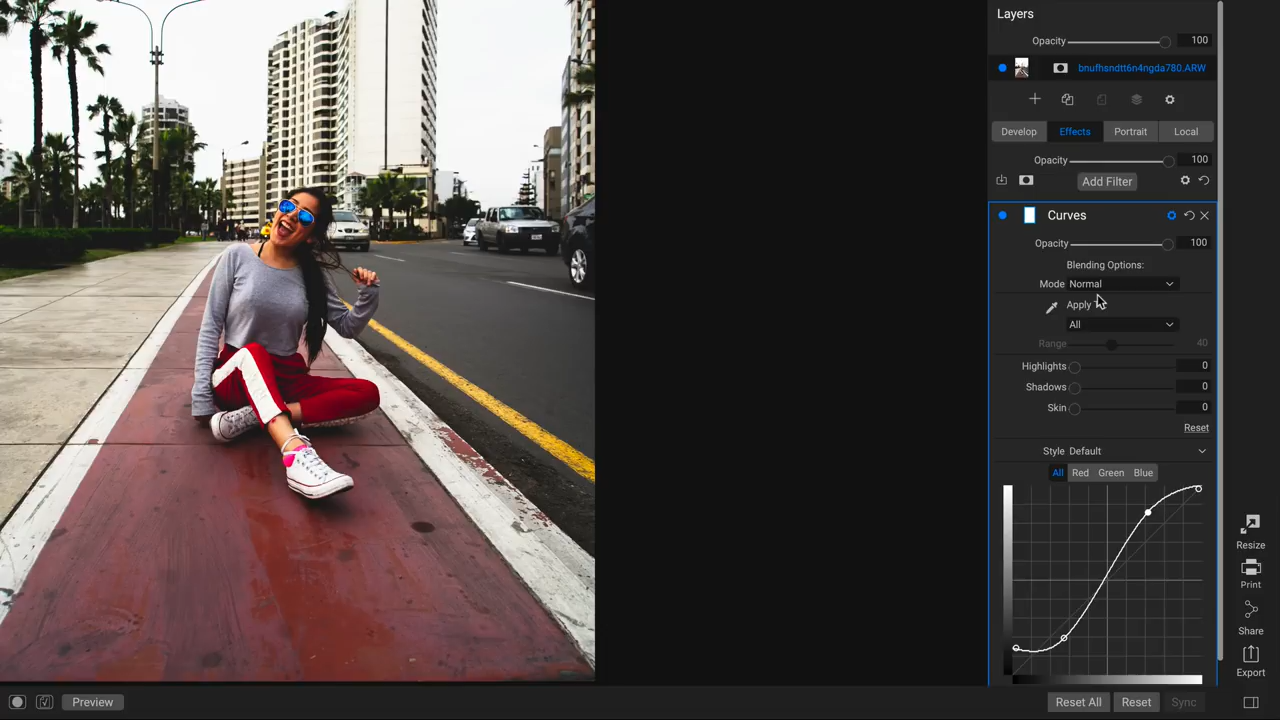 Layers
Opacity 100
bnufhsndtt6n4ngda780.ARW
Develop Effects Portrait Local
Opacity 100
Add Filter
Curves
Opacity 100
Blending Options:
Mode Normal
Apply
All
Range 40
Highlights 0
Shadows 0
Skin 0
Reset
Style Default
All Red Green Blue
Resize
Print
Share
Export
Preview
Reset All Reset Sync